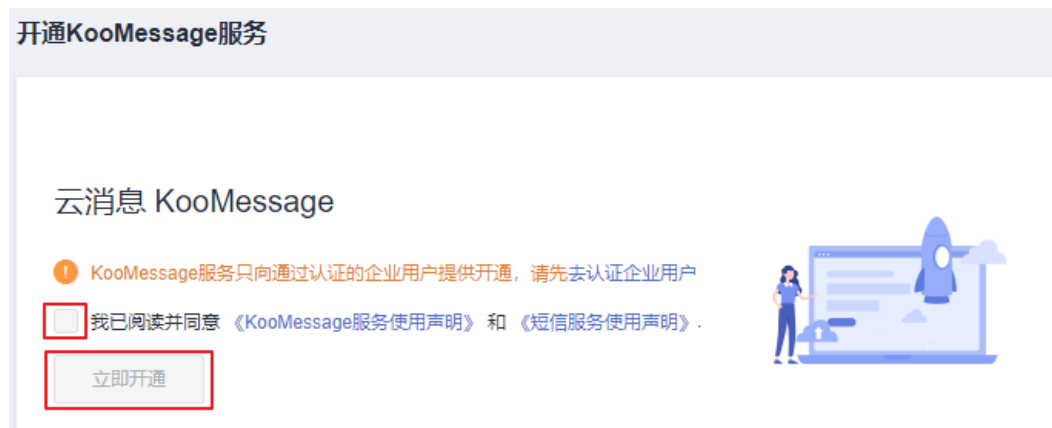 开通KooMessage服务
云消息 KooMessage
! KooMessage服务只向通过认证的企业用户提供开通，请先去认证企业用户
我已阅读并同意 《KooMessage服务使用声明》 和 《短信服务使用声明》.
立即开通